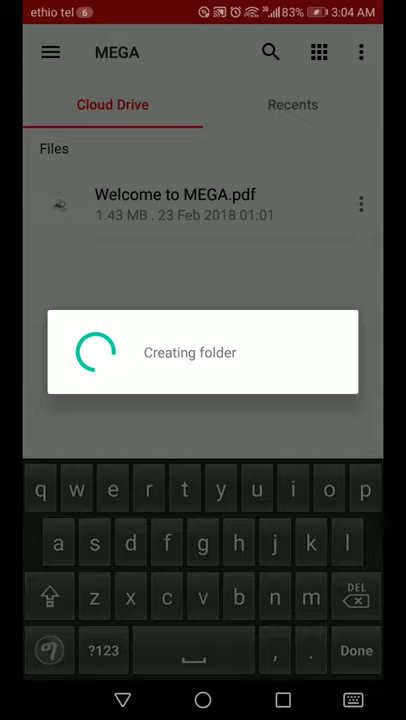 ethio tel 6 83% 3:04 AM
MEGA
Cloud Drive Recents
Files
Welcome to MEGA.pdf
1.43 MB . 23 Feb 2018 01:01
Creating folder
q w e r t y u i o p
a s d f g h j k l
z x c v b n m DEL
?123 , . Done